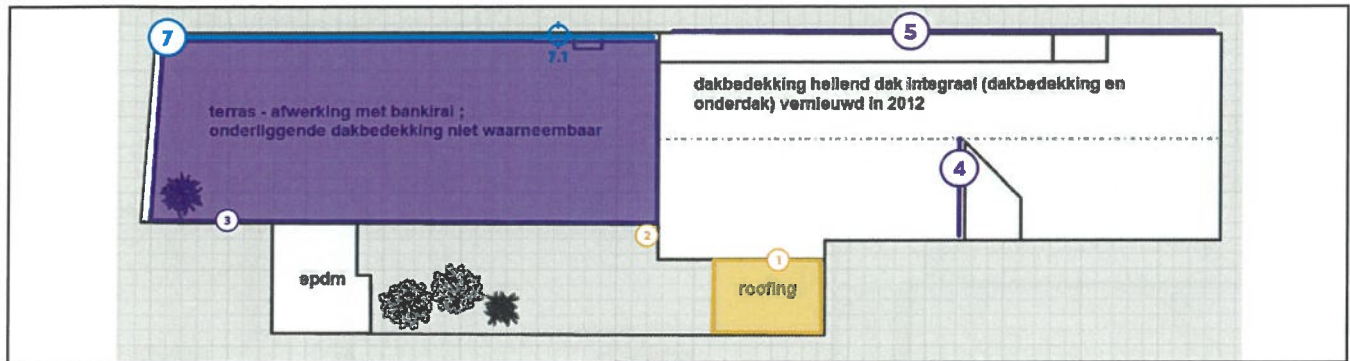 7
7.1
5
dakbedekking hellend dak integraal (dakbedekking en
onderdak) vernieuwd in 2012
terras - afwerking met bankirai ;
onderliggende dakbedekking niet waarneembaar
4
3
2
1
epdm
roofing